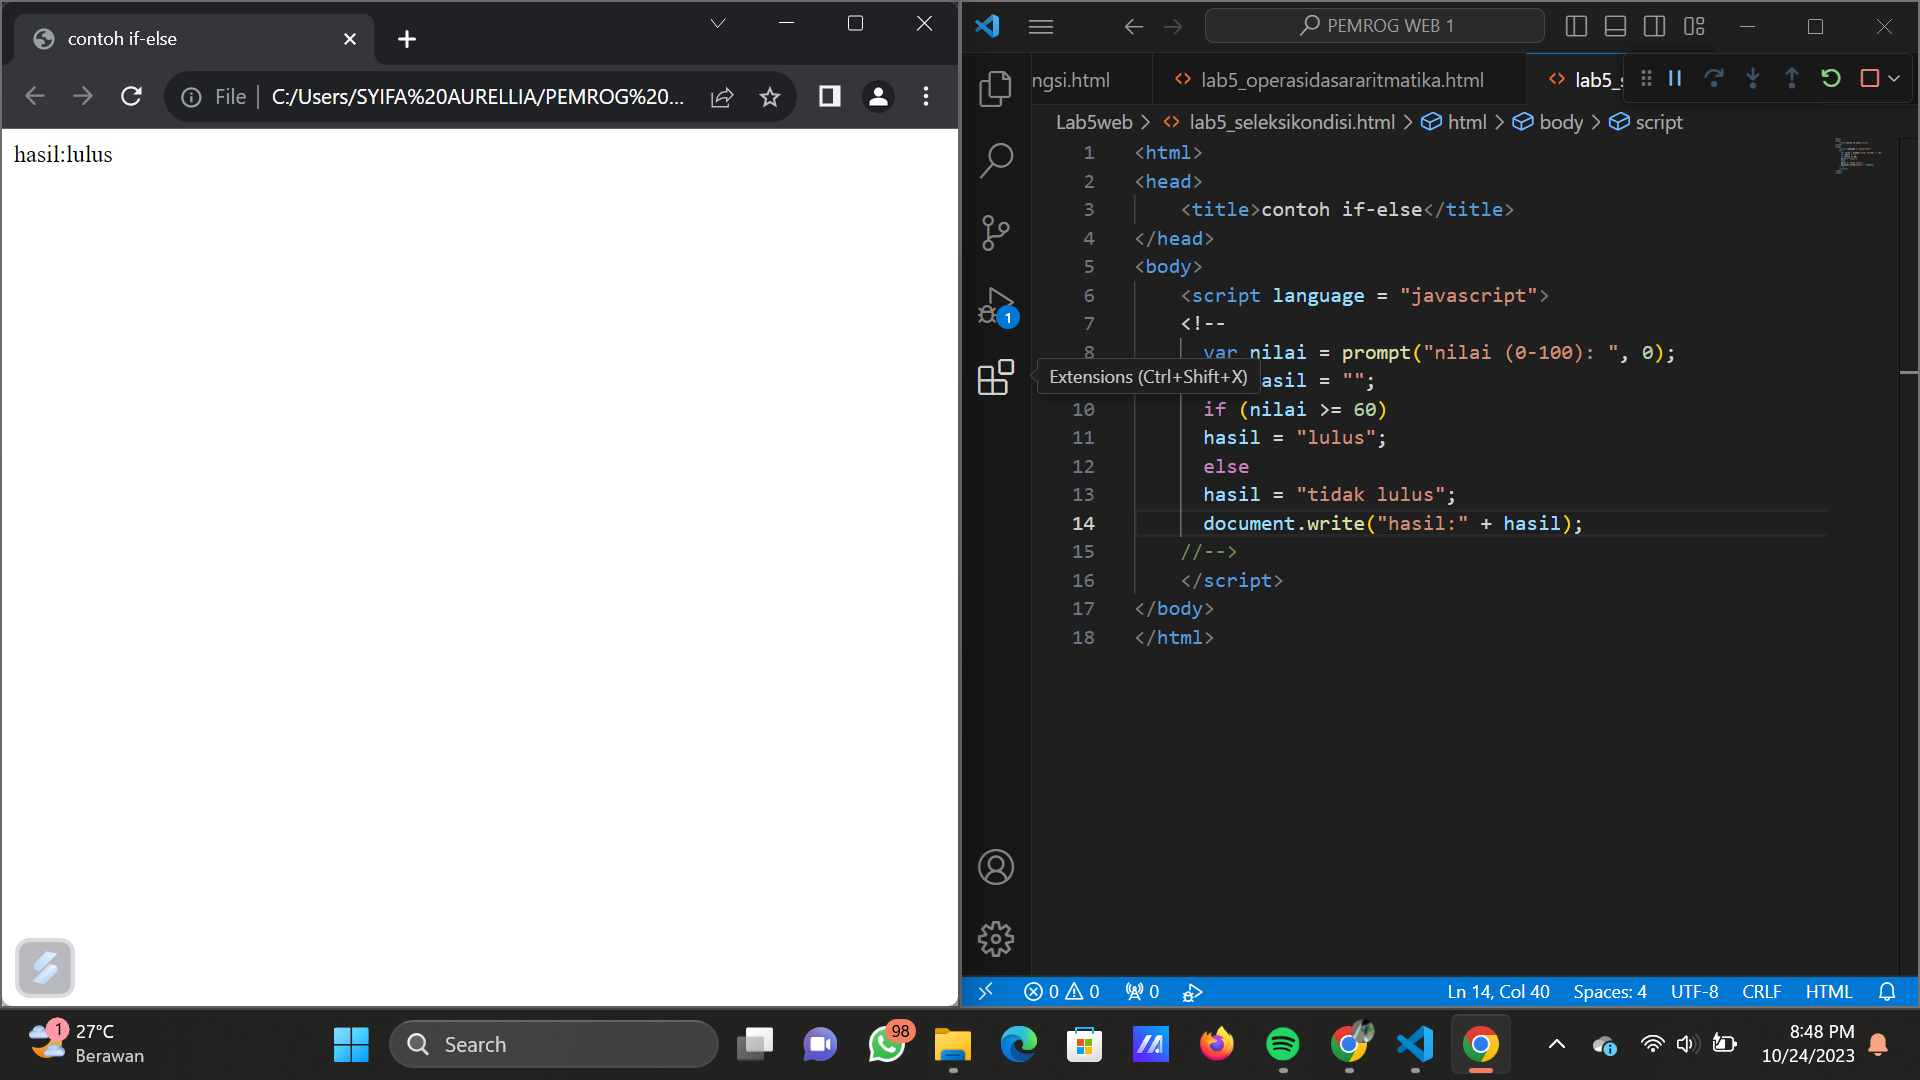 contoh if-else
File
C:/Users/SYIFA%20AURELLIA/PEMROG%20...
hasil:lulus
PEMROG WEB 1
ngsi.html
lab5_operasidasararitmatika.html
lab5_s
Lab5web > lab5_seleksikondisi.html > html > body > script
1 <html>
2 <head>
3 <title>contoh if-else</title>
4 </head>
5 <body>
6 <script language = "javascript">
7 <!--
8 var nilai = prompt("nilai (0-100): ", 0);
asil = "";
Extensions (Ctrl+Shift+X)
10 if (nilai >= 60)
11 hasil = "lulus";
12 else
13 hasil = "tidak lulus";
14 document.write("hasil:" + hasil);
15 //-->
16 </script>
17 </body>
18 </html>
1
0 0 0
Ln 14, Col 40 Spaces: 4 UTF-8 CRLF HTML
1
27°C
Berawan
Search
98
8:48 PM
10/24/2023